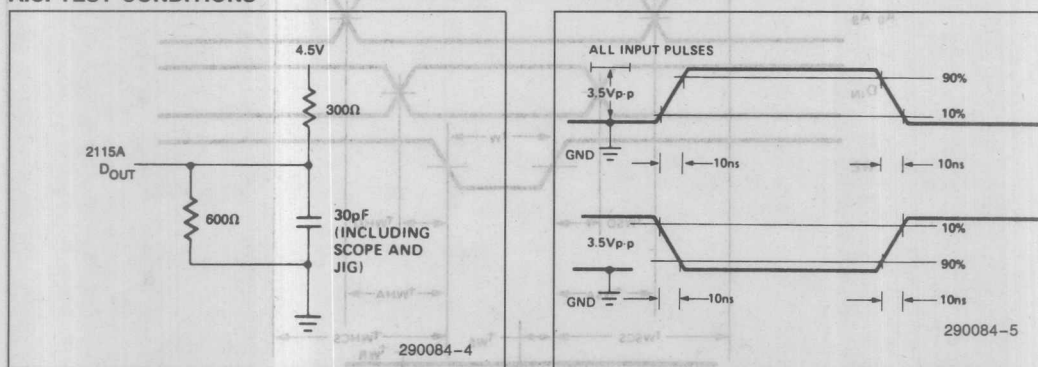 A.C. TEST CONDITIONS
4.5V
300Ω
2115A
DOUT
600Ω
30pF
(INCLUDING
SCOPE AND
JIG)
290084-4
ALL INPUT PULSES
3.5Vp-p
90%
10%
GND
10ns
10ns
3.5Vp-p
10%
90%
GND
10ns
10ns
290084-5